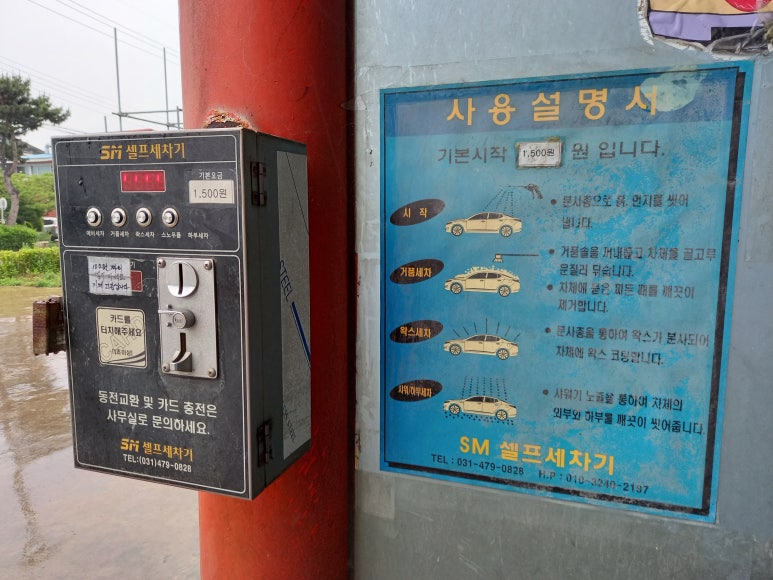 SM 셀프세차기
기본요금
1,500원
예비세차 거품세차 왁스세차 스노우폼 하부세차
카드를
터치해주세요
동전교환 및 카드 충전은
사무실로 문의하세요.
SM 셀프세차기
TEL:(031)479-0828
STEEL
사용설명서
기본시작 1,500원 원 입니다.
시 작
분사총으로 흙, 먼지를 씻어
냅니다.
거품세차
거품솔을 꺼내들고 차체를 골고루
문질러 닦습니다.
차체에 묻은 찌든 때를 깨끗이
제거합니다.
왁스세차
분사총을 통하여 왁스가 분사되어
차체에 왁스 코팅합니다.
샤워/하부세차
샤워기 노즐을 통하여 차체의
외부와 하부를 깨끗이 씻어줍니다.
SM 셀프세차기
TEL : 031-479-0828 H.P : 010-3240-2197